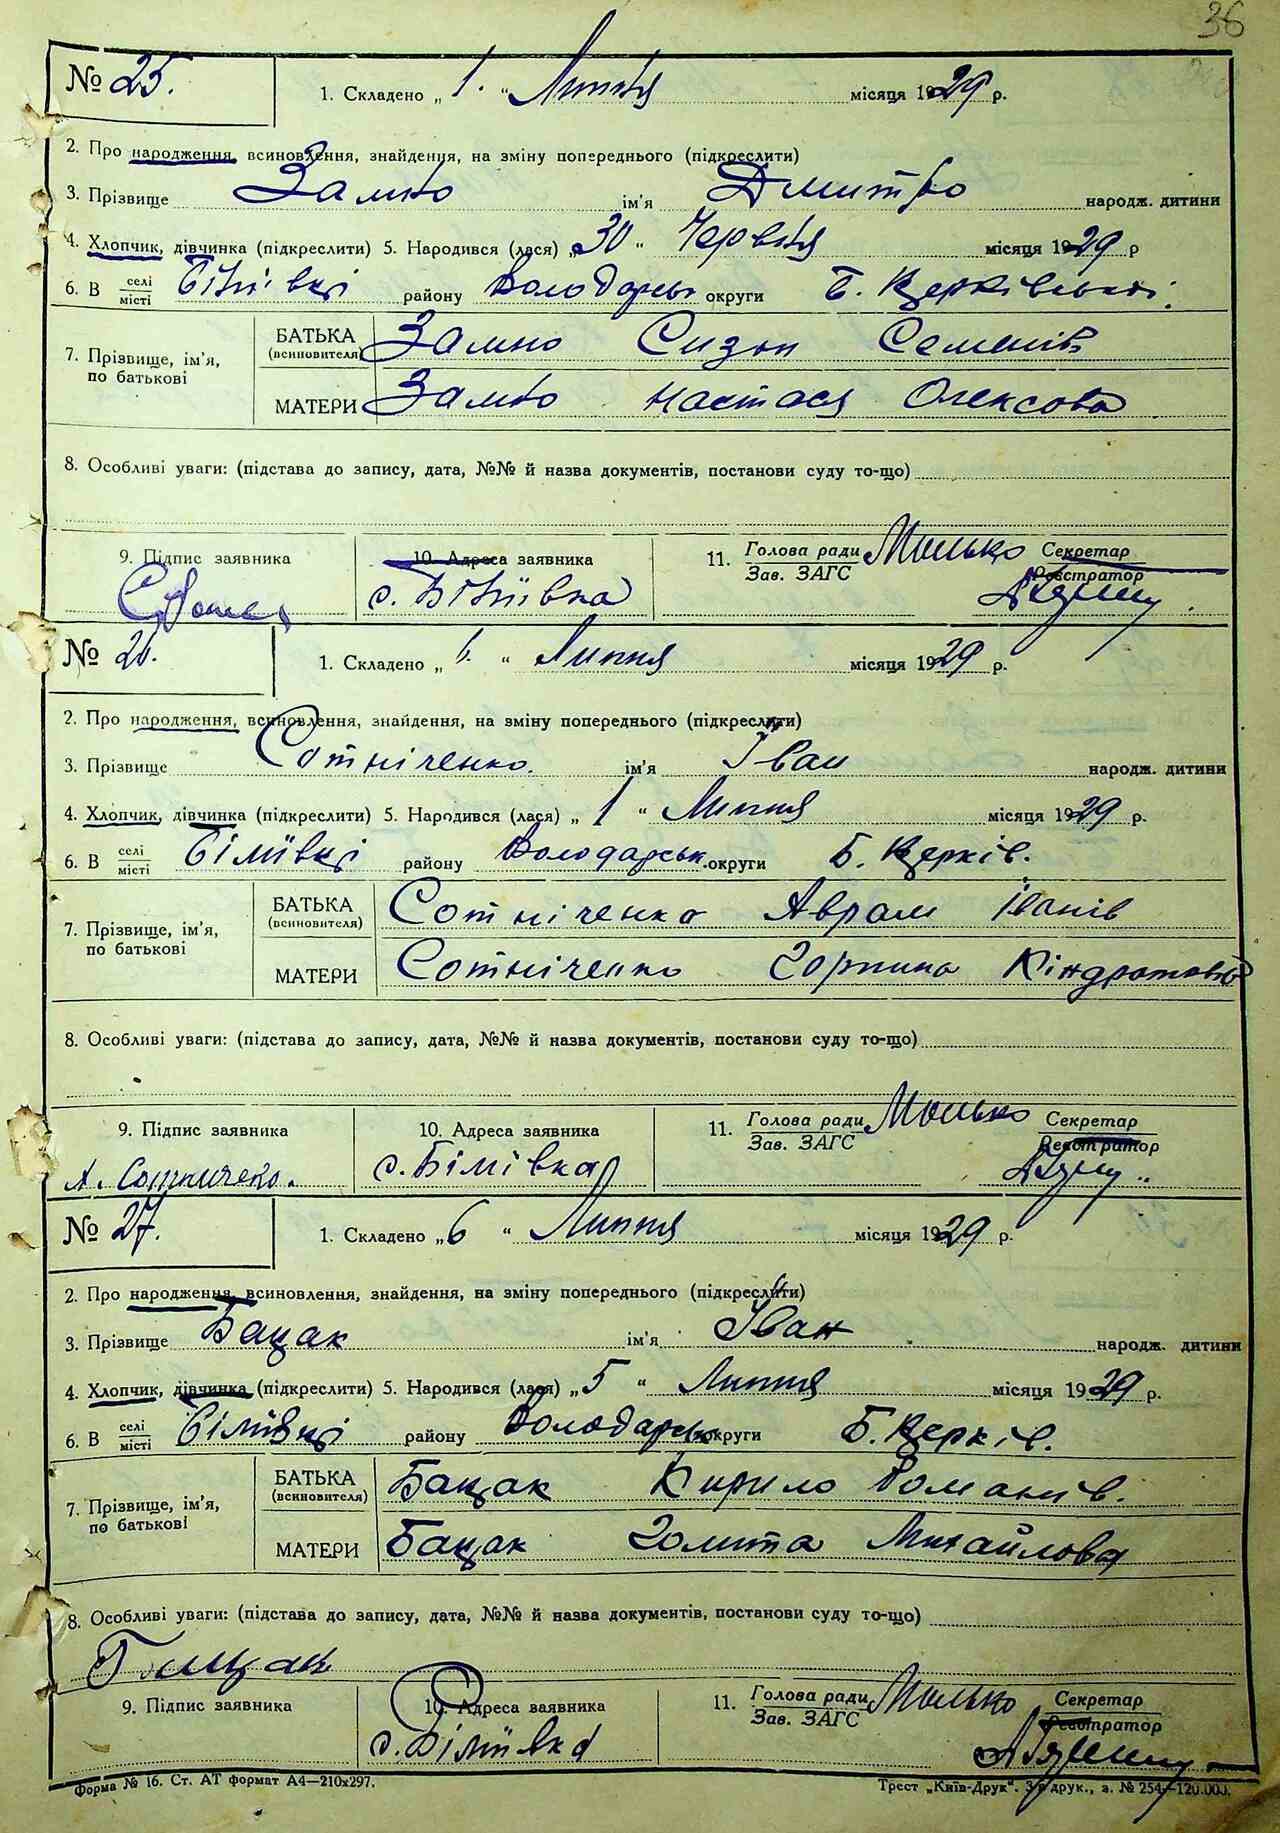 36
№ 25. 1. Складено „ 1. “ Липня місяця 1929 р.
2. Про народження, всиновлення, знайдення, на зміну попереднього (підкреслити)
3. Прізвище Замко ім'я Дмитро народж. дитини
4. Хлопчик, дівчинка (підкреслити) 5. Народився (лася) „ 30 “ Червня місяця 1929 р
6. В селі місті Біліївці району Володарськ округи Б. Церківської.
7. Прізвище, ім'я, по батькові
БАТЬКА (всиновителя) Замко Сизон Семенів
МАТЕРИ Замко Настася Олексова
8. Особливі уваги: (підстава до запису, дата, №№ й назва документів, постанови суду то-що)
9. Підпис заявника 10. Адреса заявника 11. Голова ради Зав. ЗАГС Молько Секретар Реєстратор
с. Біліївка
№ 26. 1. Складено „ 1. “ Липня місяця 1929 р.
2. Про народження, всиновлення, знайдення, на зміну попереднього (підкреслити)
3. Прізвище Сотніченко. ім'я Іван народж. дитини
4. Хлопчик, дівчинка (підкреслити) 5. Народився (лася) „ 1 “ Липня місяця 1929 р.
6. В селі місті Біліївці району Володарськ. округи Б. Церків.
7. Прізвище, ім'я, по батькові
БАТЬКА (всиновителя) Сотніченко Аврам Іванів
МАТЕРИ Сотніченко Горпина Кіндратова
8. Особливі уваги: (підстава до запису, дата, №№ й назва документів, постанови суду то-що)
9. Підпис заявника 10. Адреса заявника 11. Голова ради Зав. ЗАГС Молько Секретар Реєстратор
А. Сотниченко. с. Біліївка
№ 27. 1. Складено „ 6 “ Липня місяця 1929 р.
2. Про народження, всиновлення, знайдення, на зміну попереднього (підкреслити)
3. Прізвище Бацак ім'я Іван народж. дитини
4. Хлопчик, дівчинка (підкреслити) 5. Народився (лася) „ 5 “ Липня місяця 1929 р.
6. В селі місті Біліївці району Володарськ округи Б. Церків.
7. Прізвище, ім'я, по батькові
БАТЬКА (всиновителя) Бацак Кирило Романів.
МАТЕРИ Бацак Михайлова
8. Особливі уваги: (підстава до запису, дата, №№ й назва документів, постанови суду то-що)
9. Підпис заявника 10. Адреса заявника 11. Голова ради Зав. ЗАГС Молько Секретар Реєстратор
с. Біліївка
Форма № 16. Ст. АТ формат А4—210х297. Трест „Київ-Друк“. 3-я друк., з. № 254—120.000.